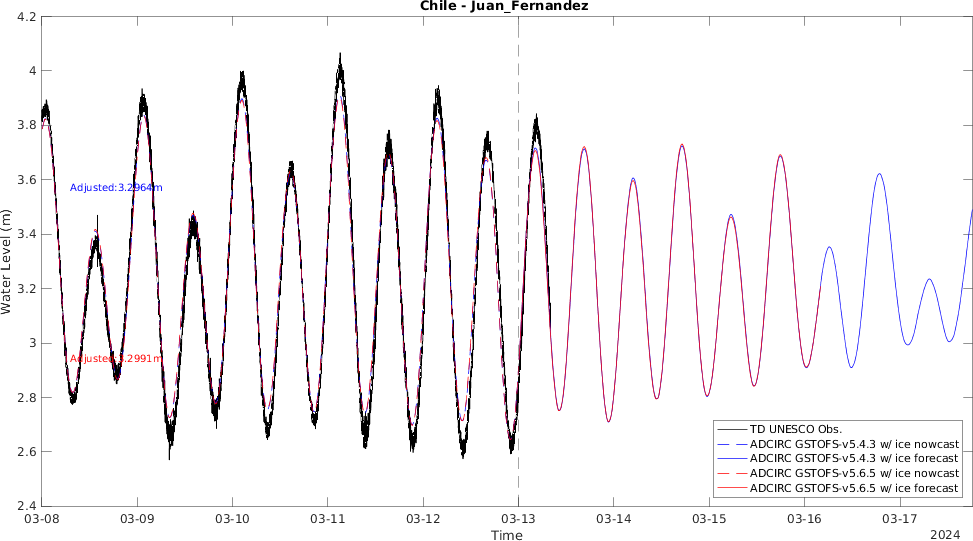 Chile - Juan_Fernandez
4.2
4
3.8
3.6
3.4
3.2
3
2.8
2.6
2.4
Water Level (m)
Adjusted:3.2964m
Adjusted:3.2991m
TD UNESCO Obs.
ADCIRC GSTOFS-v5.4.3 w/ ice nowcast
ADCIRC GSTOFS-v5.4.3 w/ ice forecast
ADCIRC GSTOFS-v5.6.5 w/ ice nowcast
ADCIRC GSTOFS-v5.6.5 w/ ice forecast
03-08 03-09 03-10 03-11 03-12 03-13 03-14 03-15 03-16 03-17
Time
2024